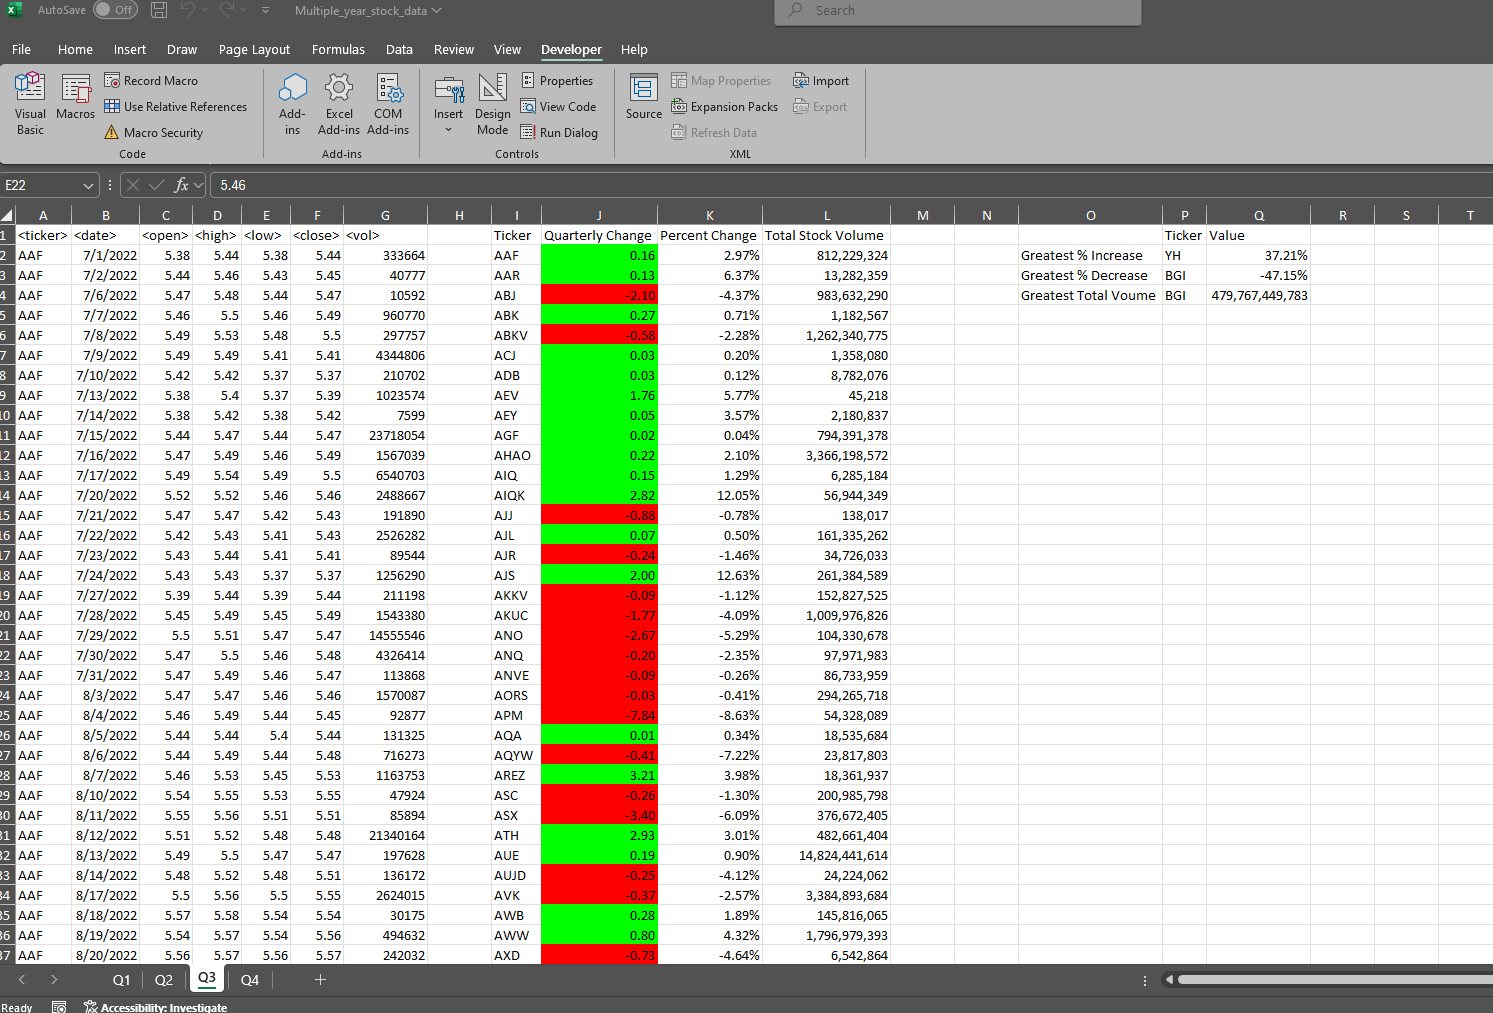 AutoSave Off Multiple_year_stock_data Search
File Home Insert Draw Page Layout Formulas Data Review View Developer Help
Visual Basic
Macros
Record Macro
Use Relative References
Macro Security
Code
Add-ins
Excel Add-ins
COM Add-ins
Add-ins
Insert
Design Mode
Properties
View Code
Run Dialog
Controls
Source
Map Properties
Expansion Packs
Refresh Data
Import
Export
XML
E22 fx 5.46
A B C D E F G H I J K L M N O P Q R S T
1 <ticker> <date> <open> <high> <low> <close> <vol> Ticker Quarterly Change Percent Change Total Stock Volume Ticker Value
2 AAF 7/1/2022 5.38 5.44 5.38 5.44 333664 AAF 0.16 2.97% 812,229,324 Greatest % Increase YH 37.21%
3 AAF 7/2/2022 5.44 5.46 5.43 5.45 40777 AAR 0.13 6.37% 13,282,359 Greatest % Decrease BGI -47.15%
4 AAF 7/6/2022 5.47 5.48 5.44 5.47 10592 ABJ -2.10 -4.37% 983,632,290 Greatest Total Voume BGI 479,767,449,783
5 AAF 7/7/2022 5.46 5.5 5.46 5.49 960770 ABK 0.27 0.71% 1,182,567
6 AAF 7/8/2022 5.49 5.53 5.48 5.5 297757 ABKV -0.58 -2.28% 1,262,340,775
7 AAF 7/9/2022 5.49 5.49 5.41 5.41 4344806 ACJ 0.03 0.20% 1,358,080
8 AAF 7/10/2022 5.42 5.42 5.37 5.37 210702 ADB 0.03 0.12% 8,782,076
9 AAF 7/13/2022 5.38 5.4 5.37 5.39 1023574 AEV 1.76 5.77% 45,218
10 AAF 7/14/2022 5.38 5.42 5.38 5.42 7599 AEY 0.05 3.57% 2,180,837
11 AAF 7/15/2022 5.44 5.47 5.44 5.47 23718054 AGF 0.02 0.04% 794,391,378
12 AAF 7/16/2022 5.47 5.49 5.46 5.49 1567039 AHAO 0.22 2.10% 3,366,198,572
13 AAF 7/17/2022 5.49 5.54 5.49 5.5 6540703 AIQ 0.15 1.29% 6,285,184
14 AAF 7/20/2022 5.52 5.52 5.46 5.46 2488667 AIQK 2.82 12.05% 56,944,349
15 AAF 7/21/2022 5.47 5.47 5.42 5.43 191890 AJJ -0.88 -0.78% 138,017
16 AAF 7/22/2022 5.42 5.43 5.41 5.43 2526282 AJL 0.07 0.50% 161,335,262
17 AAF 7/23/2022 5.43 5.44 5.41 5.41 89544 AJR -0.24 -1.46% 34,726,033
18 AAF 7/24/2022 5.43 5.43 5.37 5.37 1256290 AJS 2.00 12.63% 261,384,589
19 AAF 7/27/2022 5.39 5.44 5.39 5.44 211198 AKKV -0.09 -1.12% 152,827,525
20 AAF 7/28/2022 5.45 5.49 5.45 5.49 1543380 AKUC -1.77 -4.09% 1,009,976,826
21 AAF 7/29/2022 5.5 5.51 5.47 5.47 14555546 ANO -2.67 -5.29% 104,330,678
22 AAF 7/30/2022 5.47 5.5 5.46 5.48 4326414 ANQ -0.20 -2.35% 97,971,983
23 AAF 7/31/2022 5.47 5.49 5.46 5.47 113868 ANVE -0.09 -0.26% 86,733,959
24 AAF 8/3/2022 5.47 5.47 5.46 5.46 1570087 AORS -0.03 -0.41% 294,265,718
25 AAF 8/4/2022 5.46 5.49 5.44 5.45 92877 APM -7.84 -8.63% 54,328,089
26 AAF 8/5/2022 5.44 5.44 5.4 5.44 131325 AQA 0.01 0.34% 18,535,684
27 AAF 8/6/2022 5.44 5.49 5.44 5.48 716273 AQYW -0.41 -7.22% 23,817,803
28 AAF 8/7/2022 5.46 5.53 5.45 5.53 1163753 AREZ 3.21 3.98% 18,361,937
29 AAF 8/10/2022 5.54 5.55 5.53 5.55 47924 ASC -0.26 -1.30% 200,985,798
30 AAF 8/11/2022 5.55 5.56 5.51 5.51 85894 ASX -3.40 -6.09% 376,672,405
31 AAF 8/12/2022 5.51 5.52 5.48 5.48 21340164 ATH 2.93 3.01% 482,661,404
32 AAF 8/13/2022 5.49 5.5 5.47 5.47 197628 AUE 0.19 0.90% 14,824,441,614
33 AAF 8/14/2022 5.48 5.52 5.48 5.51 136172 AUJD -0.25 -4.12% 24,224,062
34 AAF 8/17/2022 5.5 5.56 5.5 5.55 2624015 AVK -0.37 -2.57% 3,384,893,684
35 AAF 8/18/2022 5.57 5.58 5.54 5.54 30175 AWB 0.28 1.89% 145,816,065
36 AAF 8/19/2022 5.54 5.57 5.54 5.56 494632 AWW 0.80 4.32% 1,796,979,393
37 AAF 8/20/2022 5.56 5.57 5.56 5.57 242032 AXD -0.73 -4.64% 6,542,864
Q1 Q2 Q3 Q4
Ready Accessibility: Investigate